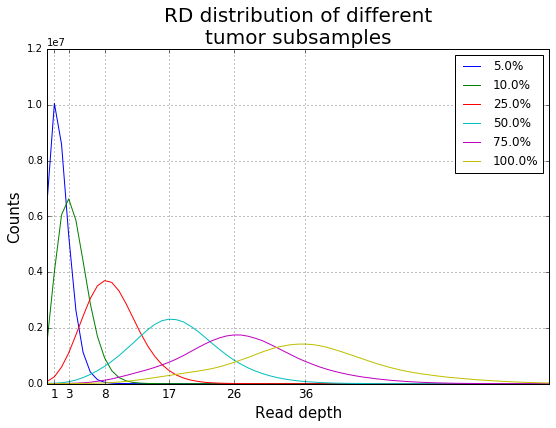 RD distribution of different
tumor subsamples
1e7
1.2
1.0
0.8
0.6
0.4
0.2
0.0
Counts
5.0%
10.0%
25.0%
50.0%
75.0%
100.0%
1 3 8 17 26 36
Read depth